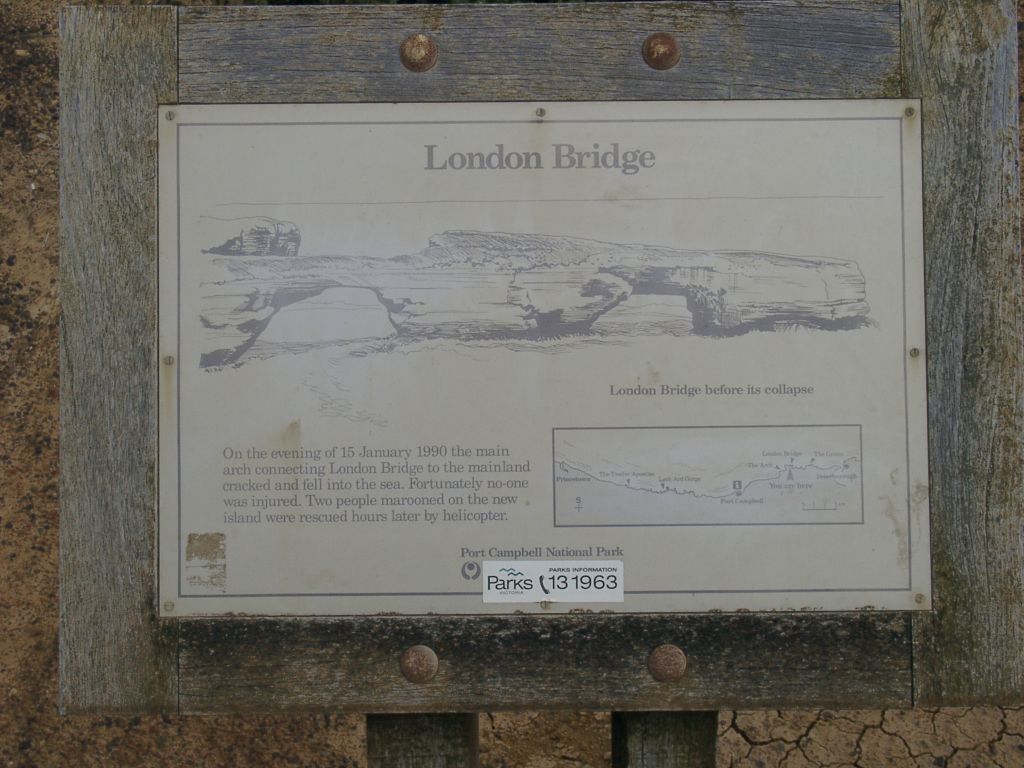 London Bridge
London Bridge before its collapse
On the evening of 15 January 1990 the main
arch connecting London Bridge to the mainland
cracked and fell into the sea. Fortunately no-one
was injured. Two people marooned on the new
island were rescued hours later by helicopter.
London Bridge
The Grotto
The Arch
Peterborough
You are here
The Twelve Apostles
Princetown
Loch Ard Gorge
Port Campbell
S
Port Campbell National Park
Parks
VICTORIA
PARKS INFORMATION
13 1963